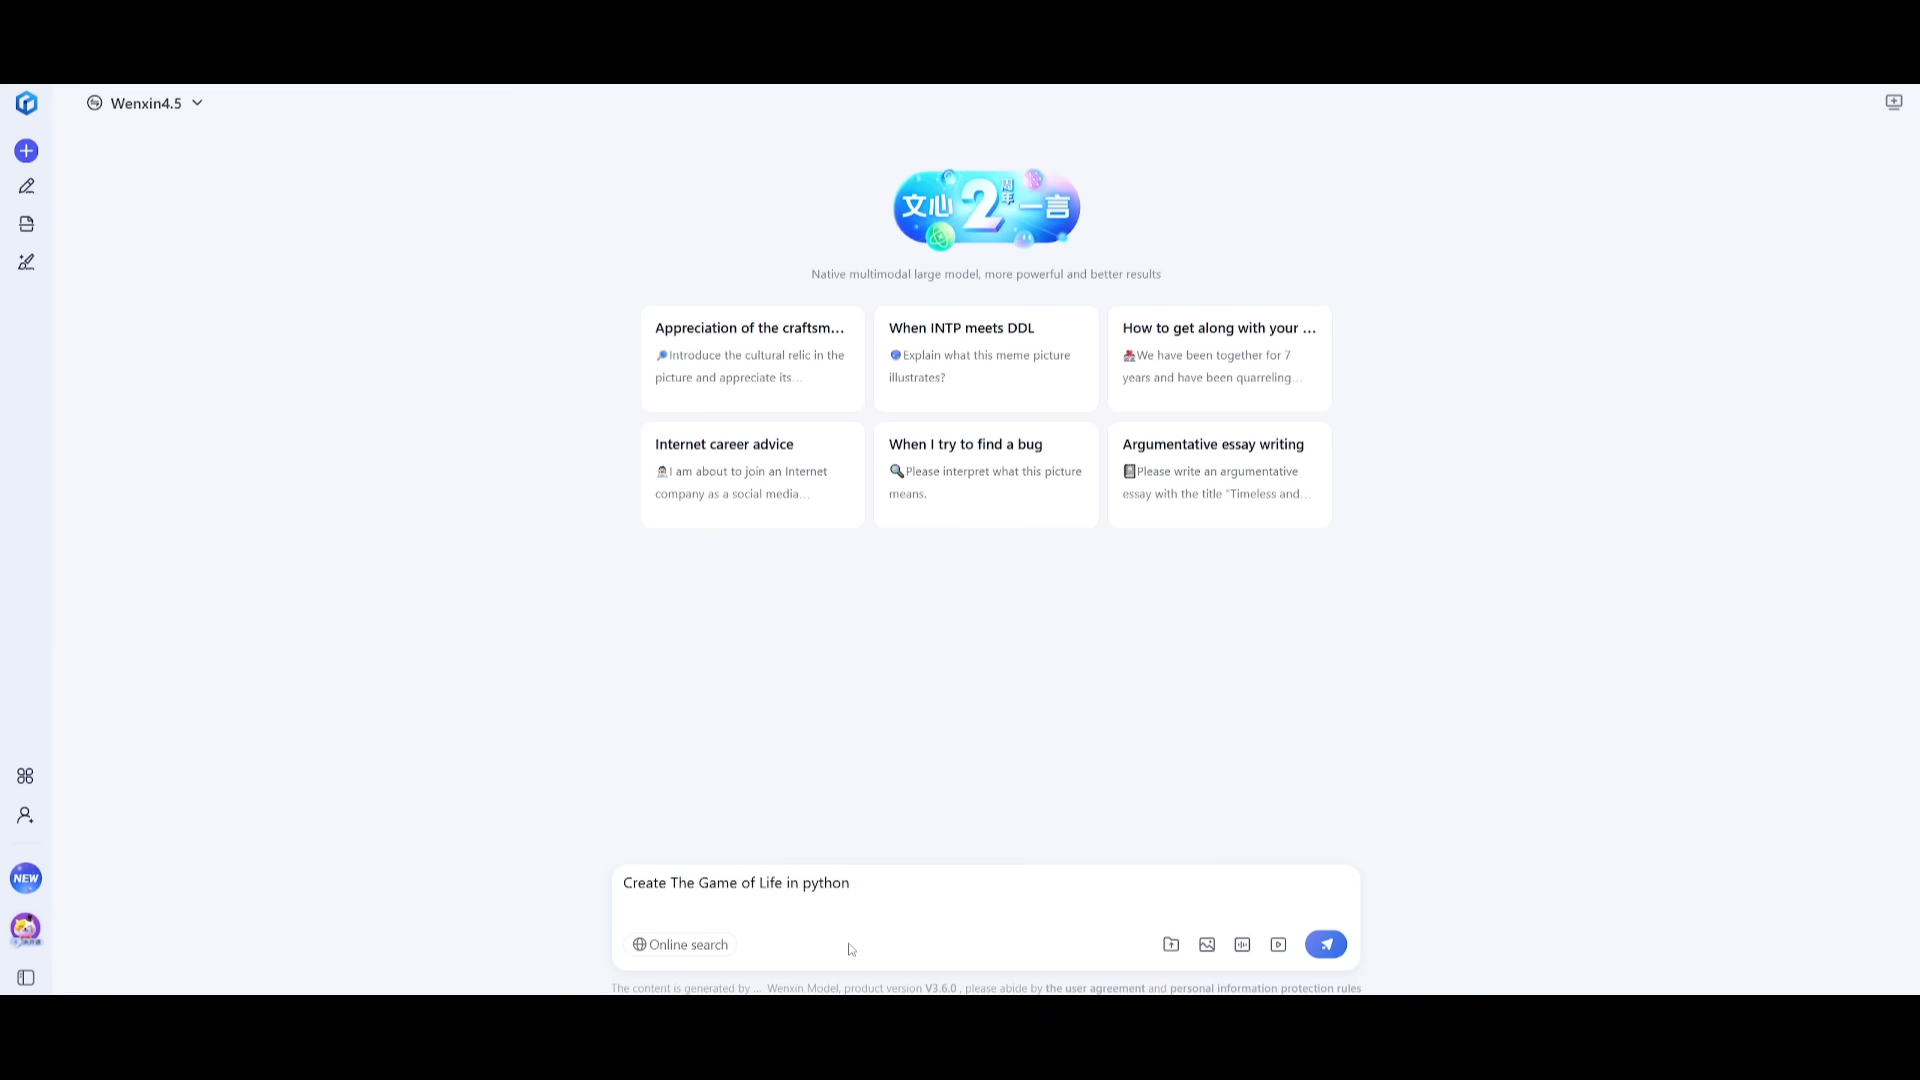 Wenxin4.5
文心2周年一言
Native multimodal large model, more powerful and better results
Appreciation of the craftsm...
Introduce the cultural relic in the
picture and appreciate its...
When INTP meets DDL
Explain what this meme picture
illustrates?
How to get along with your ...
We have been together for 7
years and have been quarreling...
Internet career advice
I am about to join an Internet
company as a social media...
When I try to find a bug
Please interpret what this picture
means.
Argumentative essay writing
Please write an argumentative
essay with the title "Timeless and...
NEW
Create The Game of Life in python
Online search
The content is generated by ... Wenxin Model, product version V3.6.0 , please abide by the user agreement and personal information protection rules